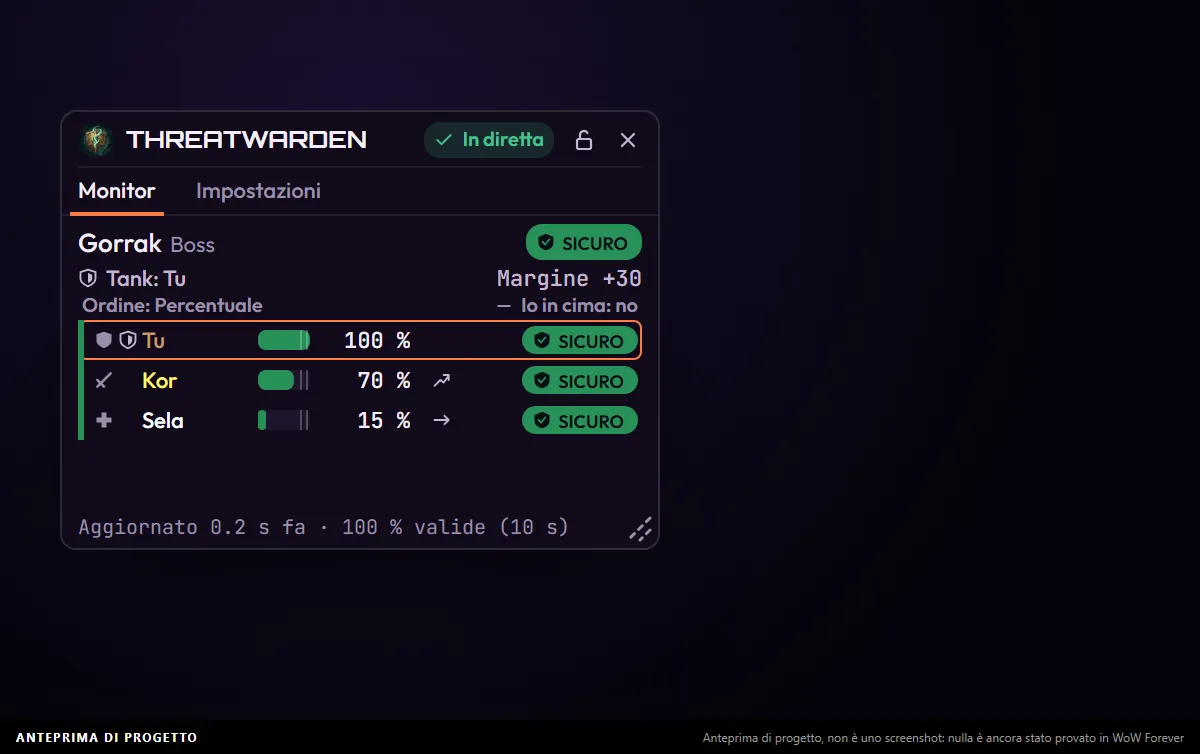 THREATWARDEN In diretta
Monitor Impostazioni
Gorrak Boss SICURO
Tank: Tu Margine +30
Ordine: Percentuale — Io in cima: no
Tu 100 % SICURO
Kor 70 % SICURO
Sela 15 % SICURO
Aggiornato 0.2 s fa · 100 % valide (10 s)
ANTEPRIMA DI PROGETTO Anteprima di progetto, non è uno screenshot: nulla è ancora stato provato in WoW Forever